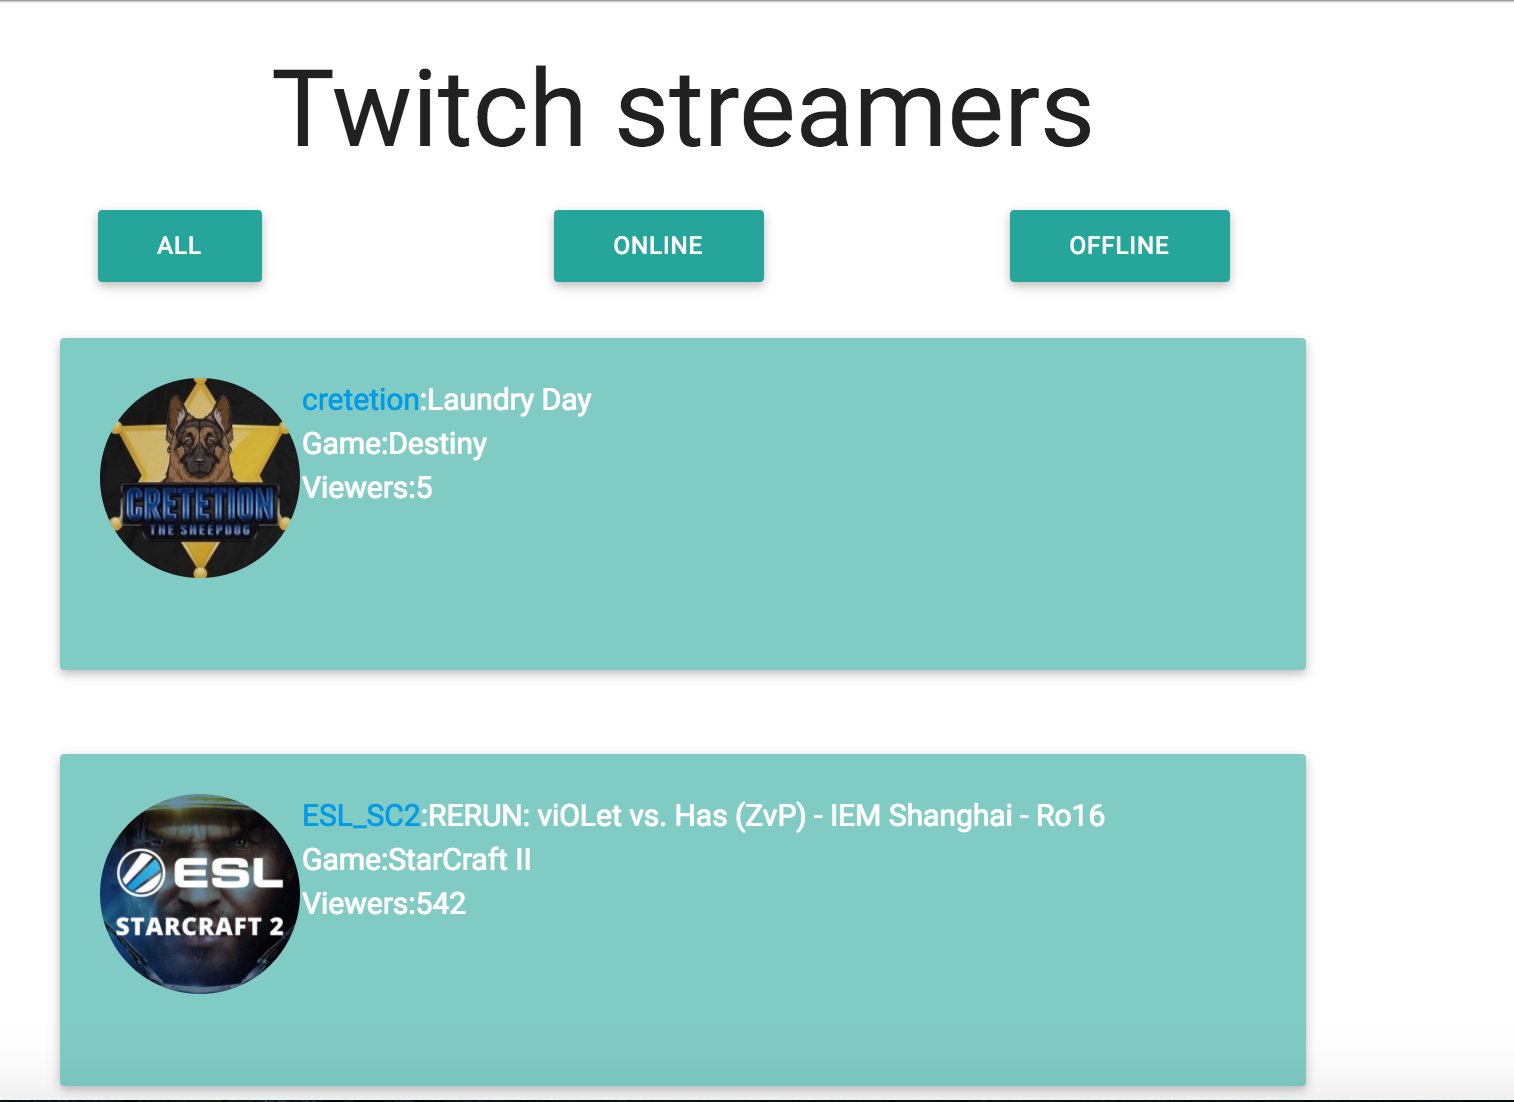 Twitch streamers
ALL
ONLINE
OFFLINE
CRETETION
THE SHEEPDOG
cretetion:Laundry Day
Game:Destiny
Viewers:5
ESL
STARCRAFT 2
ESL_SC2:RERUN: viOLet vs. Has (ZvP) - IEM Shanghai - Ro16
Game:StarCraft II
Viewers:542